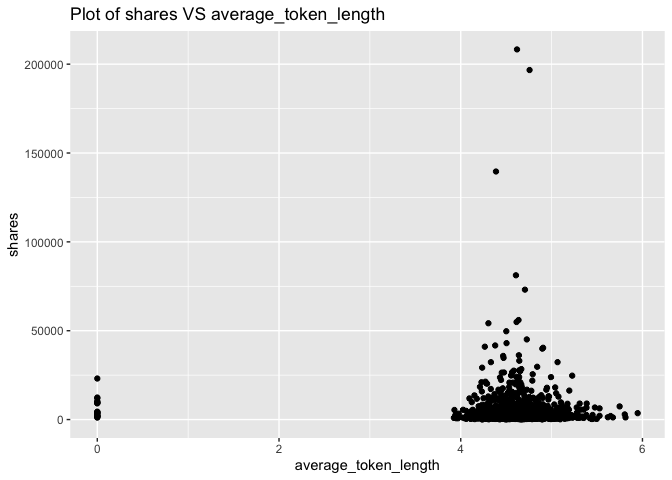 Plot of shares VS average_token_length
200000
150000
100000
50000
0
shares
0 2 4 6
average_token_length